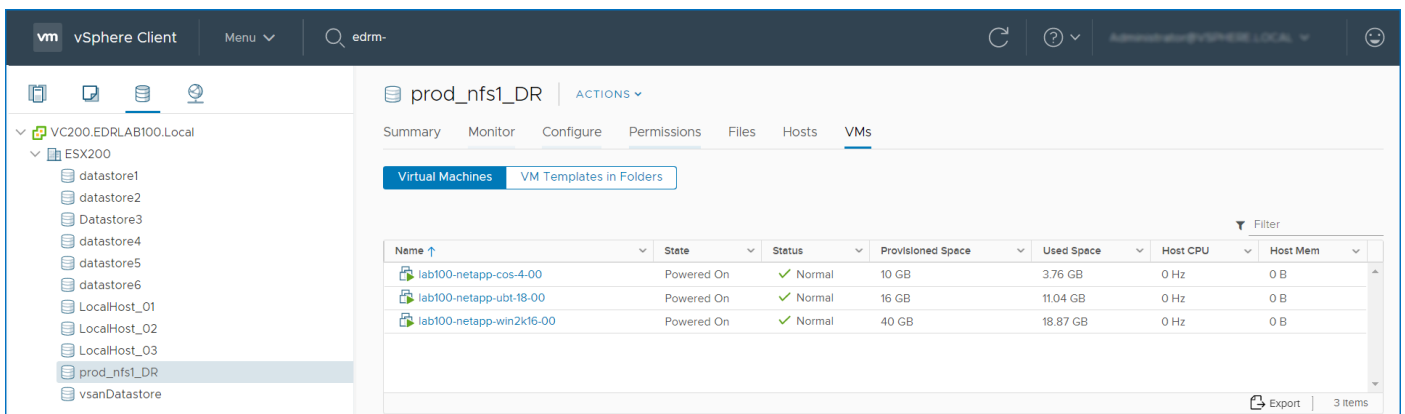 vm vSphere Client Menu edrm-
prod_nfs1_DR ACTIONS
Summary Monitor Configure Permissions Files Hosts VMs
VC200.EDRLAB100.Local
ESX200
datastore1
datastore2
Datastore3
datastore4
datastore5
datastore6
LocalHost_01
LocalHost_02
LocalHost_03
prod_nfs1_DR
vsanDatastore
Virtual Machines VM Templates in Folders
Filter
Name State Status Provisioned Space Used Space Host CPU Host Mem
lab100-netapp-cos-4-00 Powered On Normal 10 GB 3.76 GB 0 Hz 0 B
lab100-netapp-ubt-18-00 Powered On Normal 16 GB 11.04 GB 0 Hz 0 B
lab100-netapp-win2k16-00 Powered On Normal 40 GB 18.87 GB 0 Hz 0 B
Export 3 items